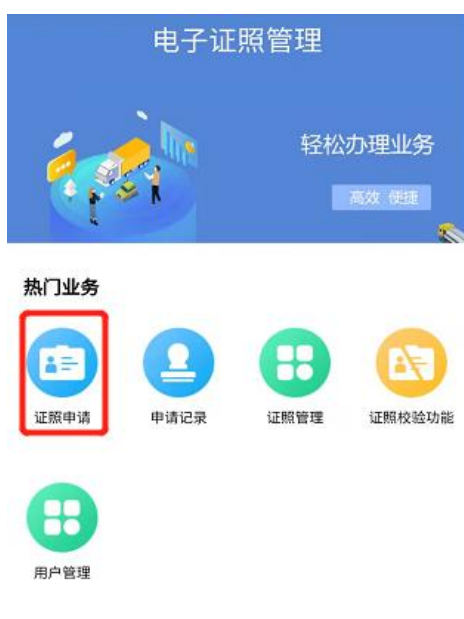 电子证照管理
轻松办理业务
高效 便捷
热门业务
证照申请 申请记录 证照管理 证照校验功能
用户管理